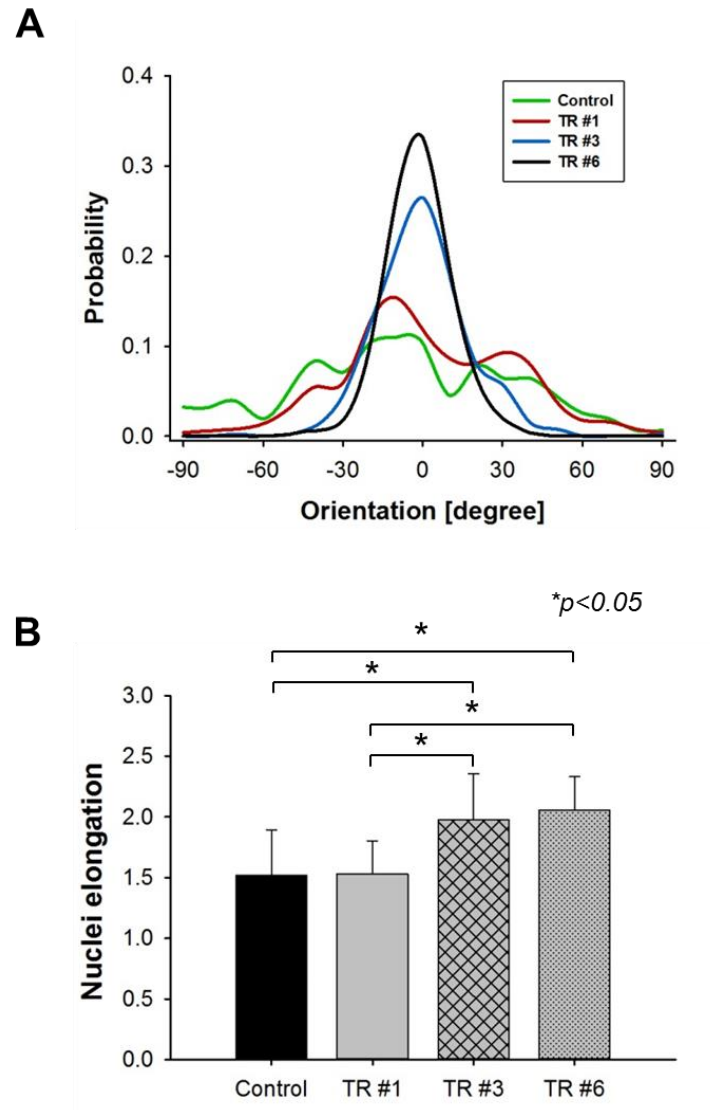 A
0.4
0.3
0.2
0.1
0.0
Probability
Control
TR #1
TR #3
TR #6
-90 -60 -30 0 30 60 90
Orientation [degree]
*p<0.05
B
*
*
*
*
3.0
2.5
2.0
1.5
1.0
0.5
0.0
Nuclei elongation
Control TR #1 TR #3 TR #6